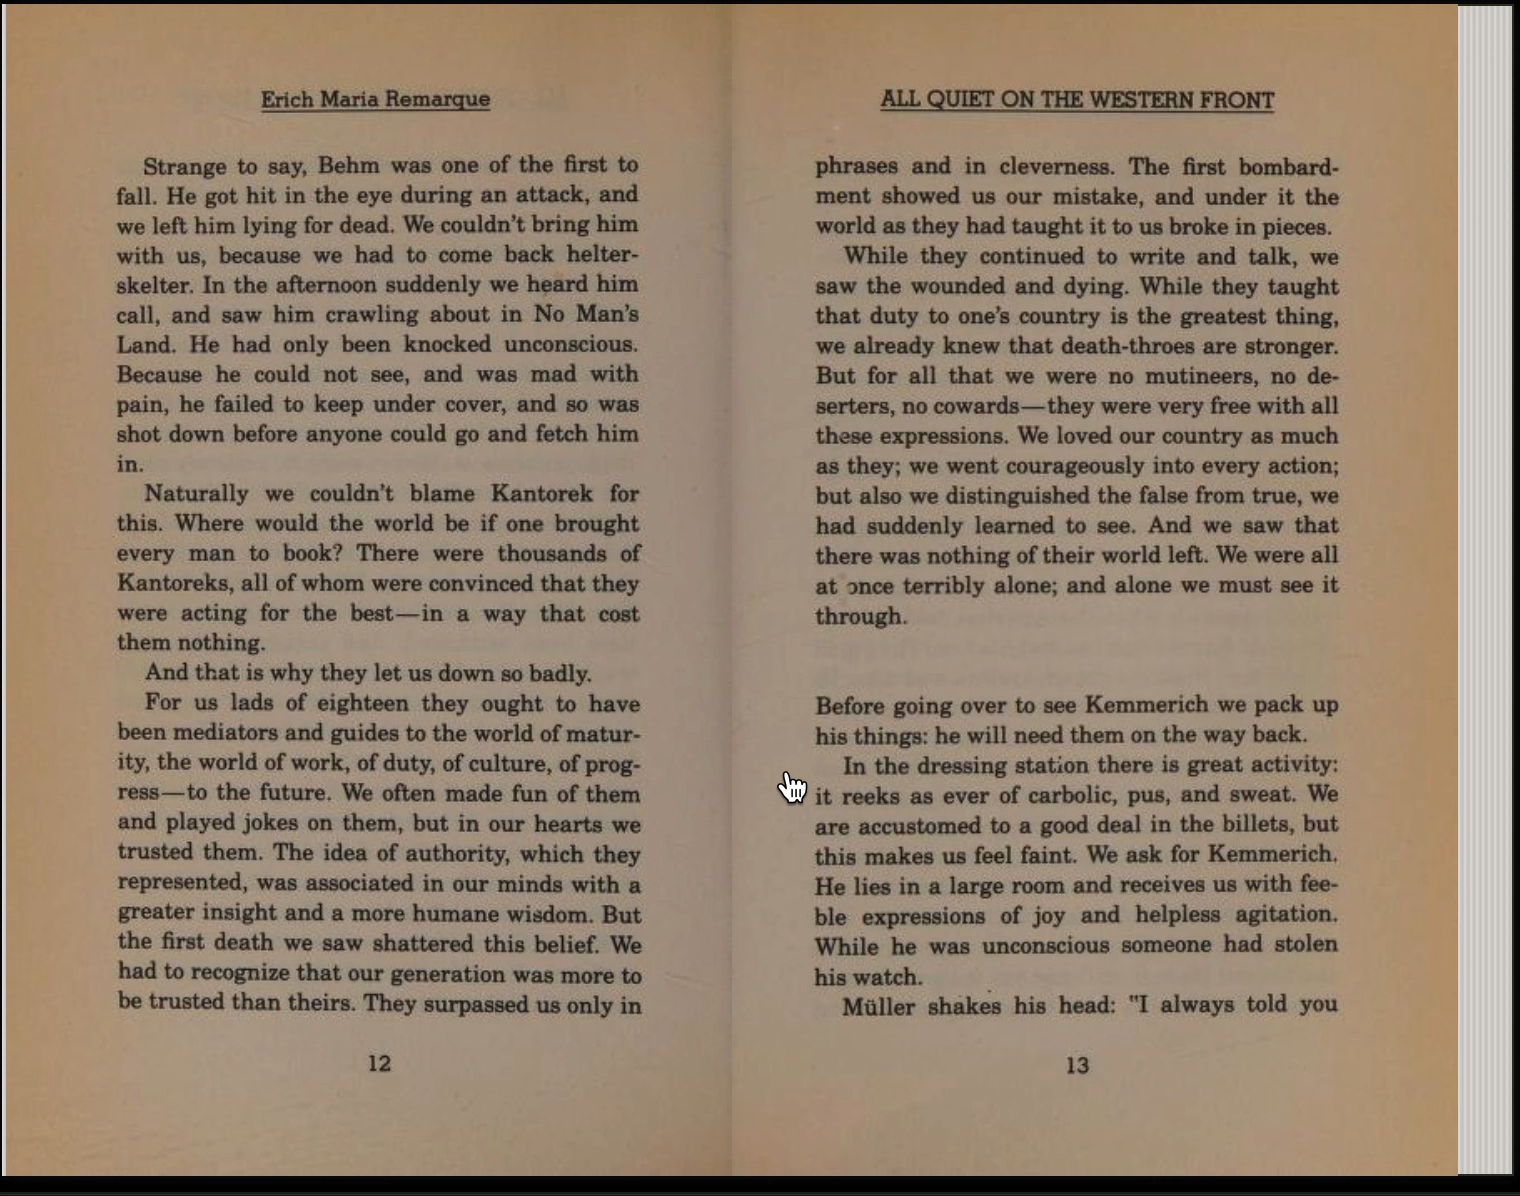 Erich Maria Remarque
Strange to say, Behm was one of the first to
fall. He got hit in the eye during an attack, and
we left him lying for dead. We couldn't bring him
with us, because we had to come back helter-
skelter. In the afternoon suddenly we heard him
call, and saw him crawling about in No Man's
Land. He had only been knocked unconscious.
Because he could not see, and was mad with
pain, he failed to keep under cover, and so was
shot down before anyone could go and fetch him
in.
Naturally we couldn't blame Kantorek for
this. Where would the world be if one brought
every man to book? There were thousands of
Kantoreks, all of whom were convinced that they
were acting for the best—in a way that cost
them nothing.
And that is why they let us down so badly.
For us lads of eighteen they ought to have
been mediators and guides to the world of matur-
ity, the world of work, of duty, of culture, of prog-
ress—to the future. We often made fun of them
and played jokes on them, but in our hearts we
trusted them. The idea of authority, which they
represented, was associated in our minds with a
greater insight and a more humane wisdom. But
the first death we saw shattered this belief. We
had to recognize that our generation was more to
be trusted than theirs. They surpassed us only in
12
ALL QUIET ON THE WESTERN FRONT
phrases and in cleverness. The first bombard-
ment showed us our mistake, and under it the
world as they had taught it to us broke in pieces.
While they continued to write and talk, we
saw the wounded and dying. While they taught
that duty to one's country is the greatest thing,
we already knew that death-throes are stronger.
But for all that we were no mutineers, no de-
serters, no cowards—they were very free with all
these expressions. We loved our country as much
as they; we went courageously into every action;
but also we distinguished the false from true, we
had suddenly learned to see. And we saw that
there was nothing of their world left. We were all
at once terribly alone; and alone we must see it
through.
Before going over to see Kemmerich we pack up
his things: he will need them on the way back.
In the dressing station there is great activity:
it reeks as ever of carbolic, pus, and sweat. We
are accustomed to a good deal in the billets, but
this makes us feel faint. We ask for Kemmerich.
He lies in a large room and receives us with fee-
ble expressions of joy and helpless agitation.
While he was unconscious someone had stolen
his watch.
Müller shakes his head: "I always told you
13